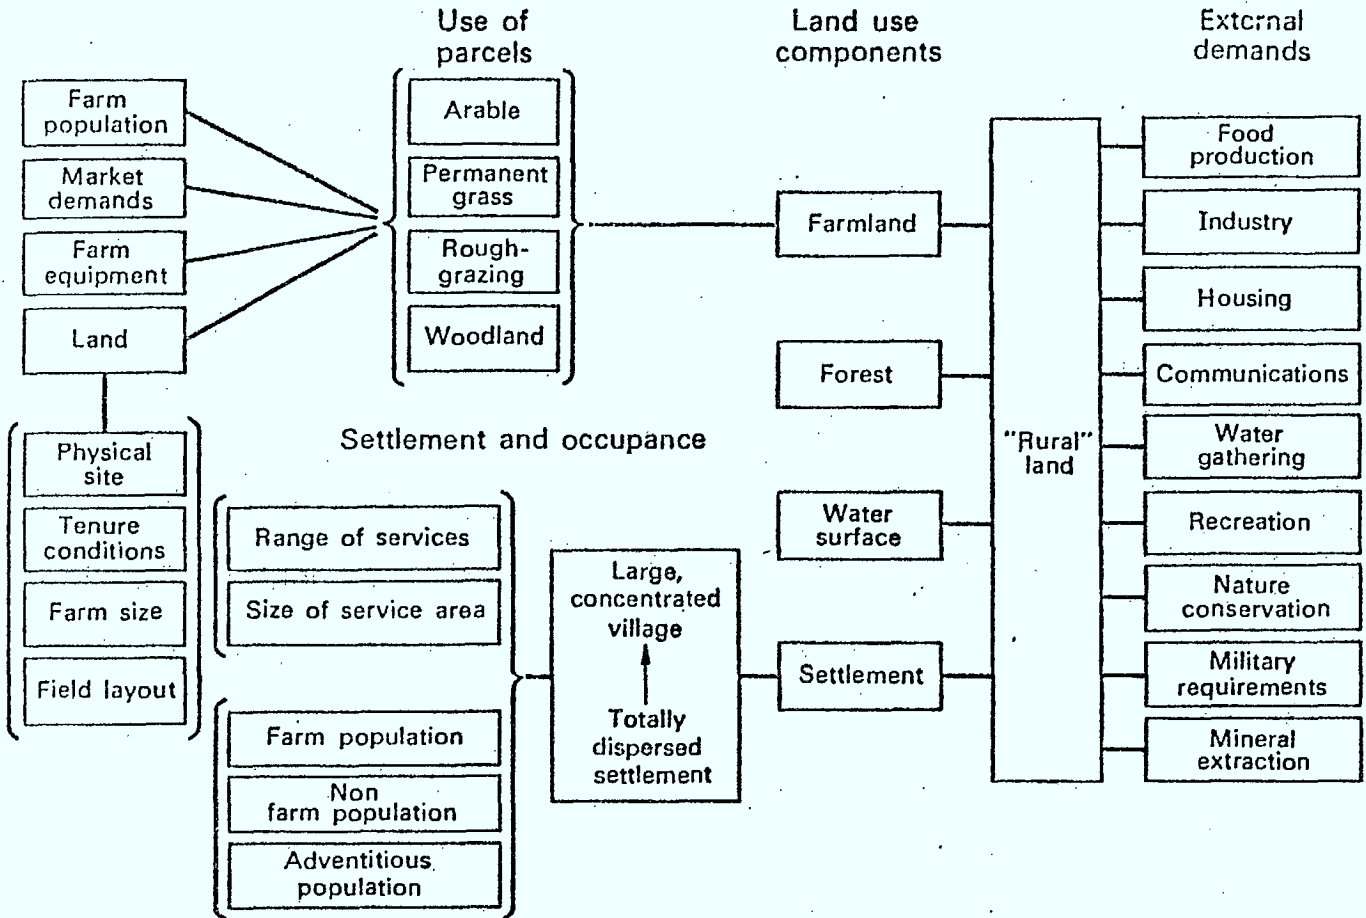 Use of
parcels
Land use
components
External
demands
Farm
population
Market
demands
Farm
equipment
Land
Physical
site
Tenure
conditions
Farm size
Field layout
Arable
Permanent
grass
Rough-
grazing
Woodland
Settlement and occupance
Range of services
Size of service area
Farm population
Non
farm population
Adventitious
population
Large,
concentrated
village
Totally
dispersed
settlement
Farmland
Forest
Water
surface
Settlement
"Rural"
land
Food
production
Industry
Housing
Communications
Water
gathering
Recreation
Nature
conservation
Military
requirements
Mineral
extraction